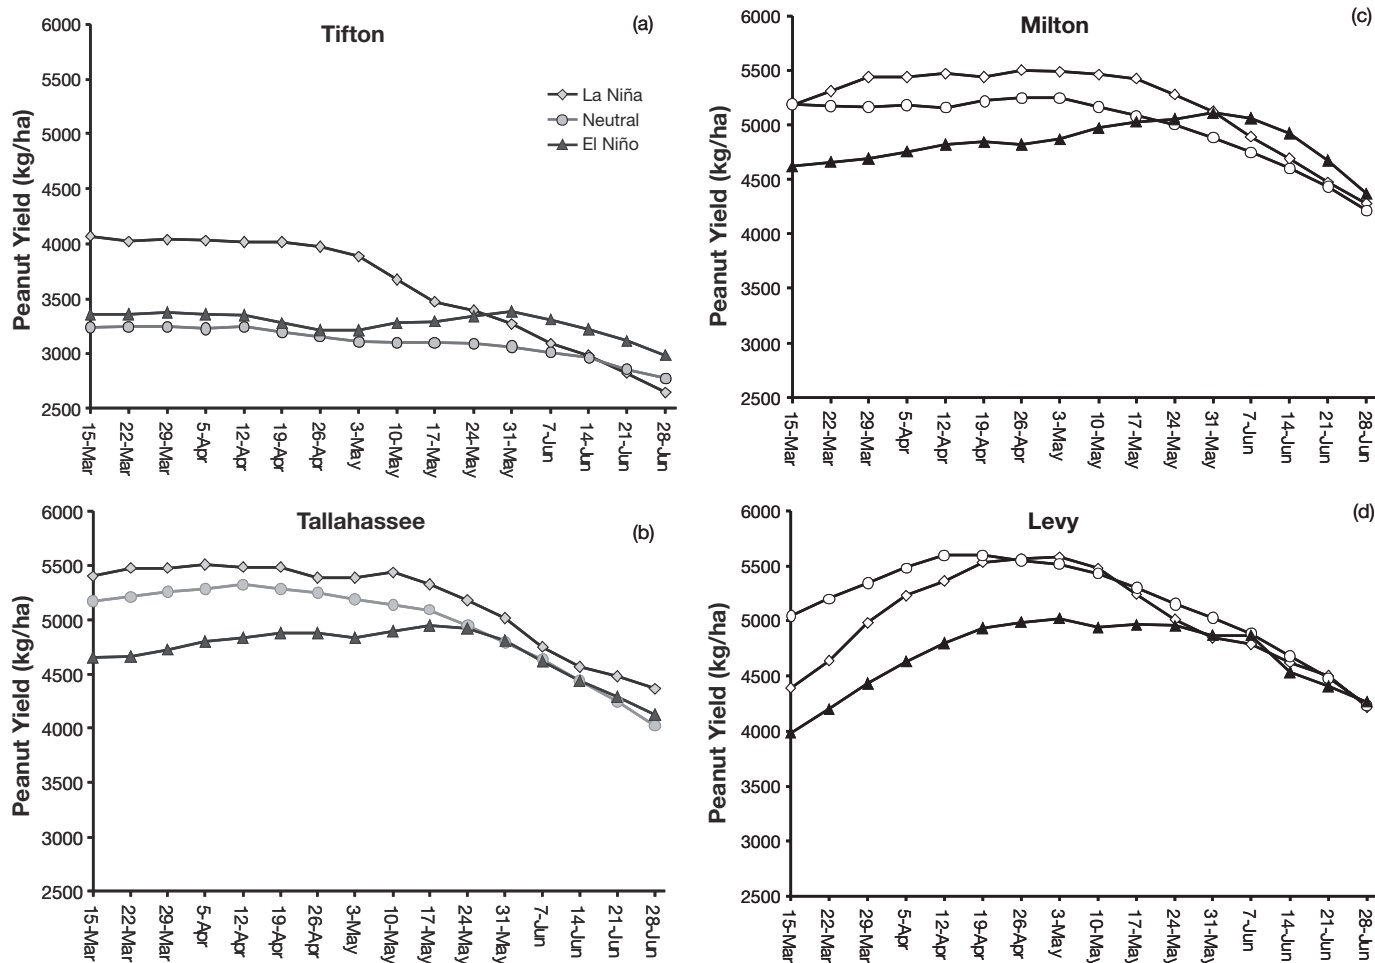 (a)
Tifton
6000
5500
5000
4500
4000
3500
3000
2500
Peanut Yield (kg/ha)
La Niña
Neutral
El Niño
15-Mar
22-Mar
29-Mar
5-Apr
12-Apr
19-Apr
26-Apr
3-May
10-May
17-May
24-May
31-May
7-Jun
14-Jun
21-Jun
28-Jun
(c)
Milton
6000
5500
5000
4500
4000
3500
3000
2500
Peanut Yield (kg/ha)
15-Mar
22-Mar
29-Mar
5-Apr
12-Apr
19-Apr
26-Apr
3-May
10-May
17-May
24-May
31-May
7-Jun
14-Jun
21-Jun
28-Jun
(b)
Tallahassee
6000
5500
5000
4500
4000
3500
3000
2500
Peanut Yield (kg/ha)
15-Mar
22-Mar
29-Mar
5-Apr
12-Apr
19-Apr
26-Apr
3-May
10-May
17-May
24-May
31-May
7-Jun
14-Jun
21-Jun
28-Jun
(d)
Levy
6000
5500
5000
4500
4000
3500
3000
2500
Peanut Yield (kg/ha)
15-Mar
22-Mar
29-Mar
5-Apr
12-Apr
19-Apr
26-Apr
3-May
10-May
17-May
24-May
31-May
7-Jun
14-Jun
21-Jun
28-Jun